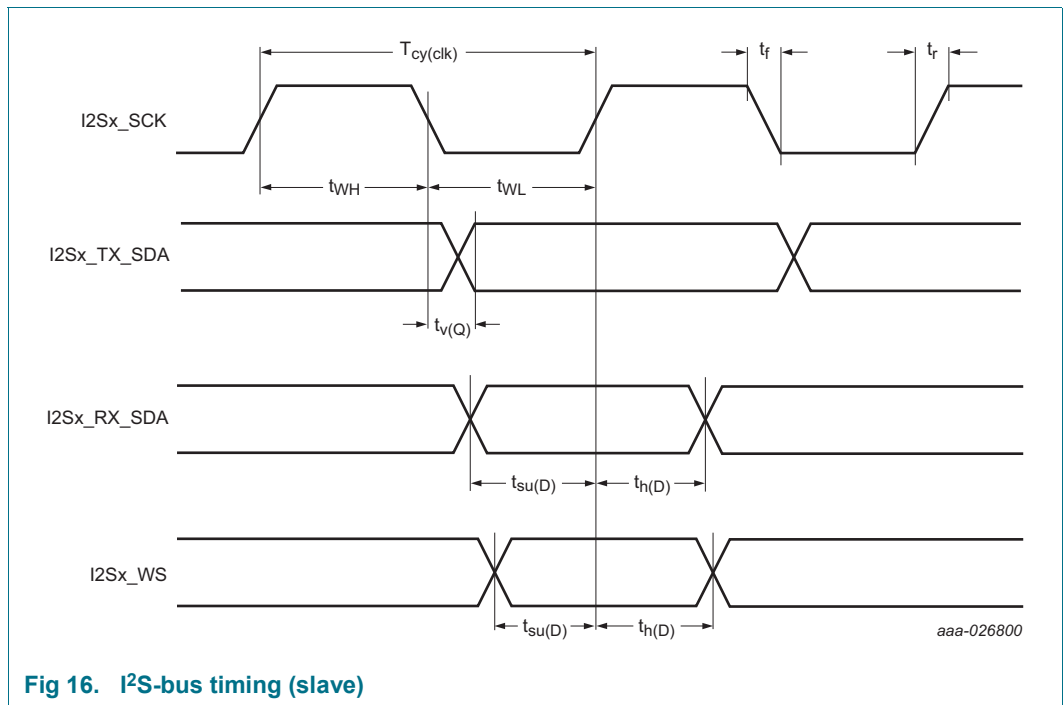 Tcy(clk)
tf
tr
I2Sx_SCK
tWH
tWL
I2Sx_TX_SDA
tv(Q)
I2Sx_RX_SDA
tsu(D)
th(D)
I2Sx_WS
tsu(D)
th(D)
aaa-026800
Fig 16. I²S-bus timing (slave)